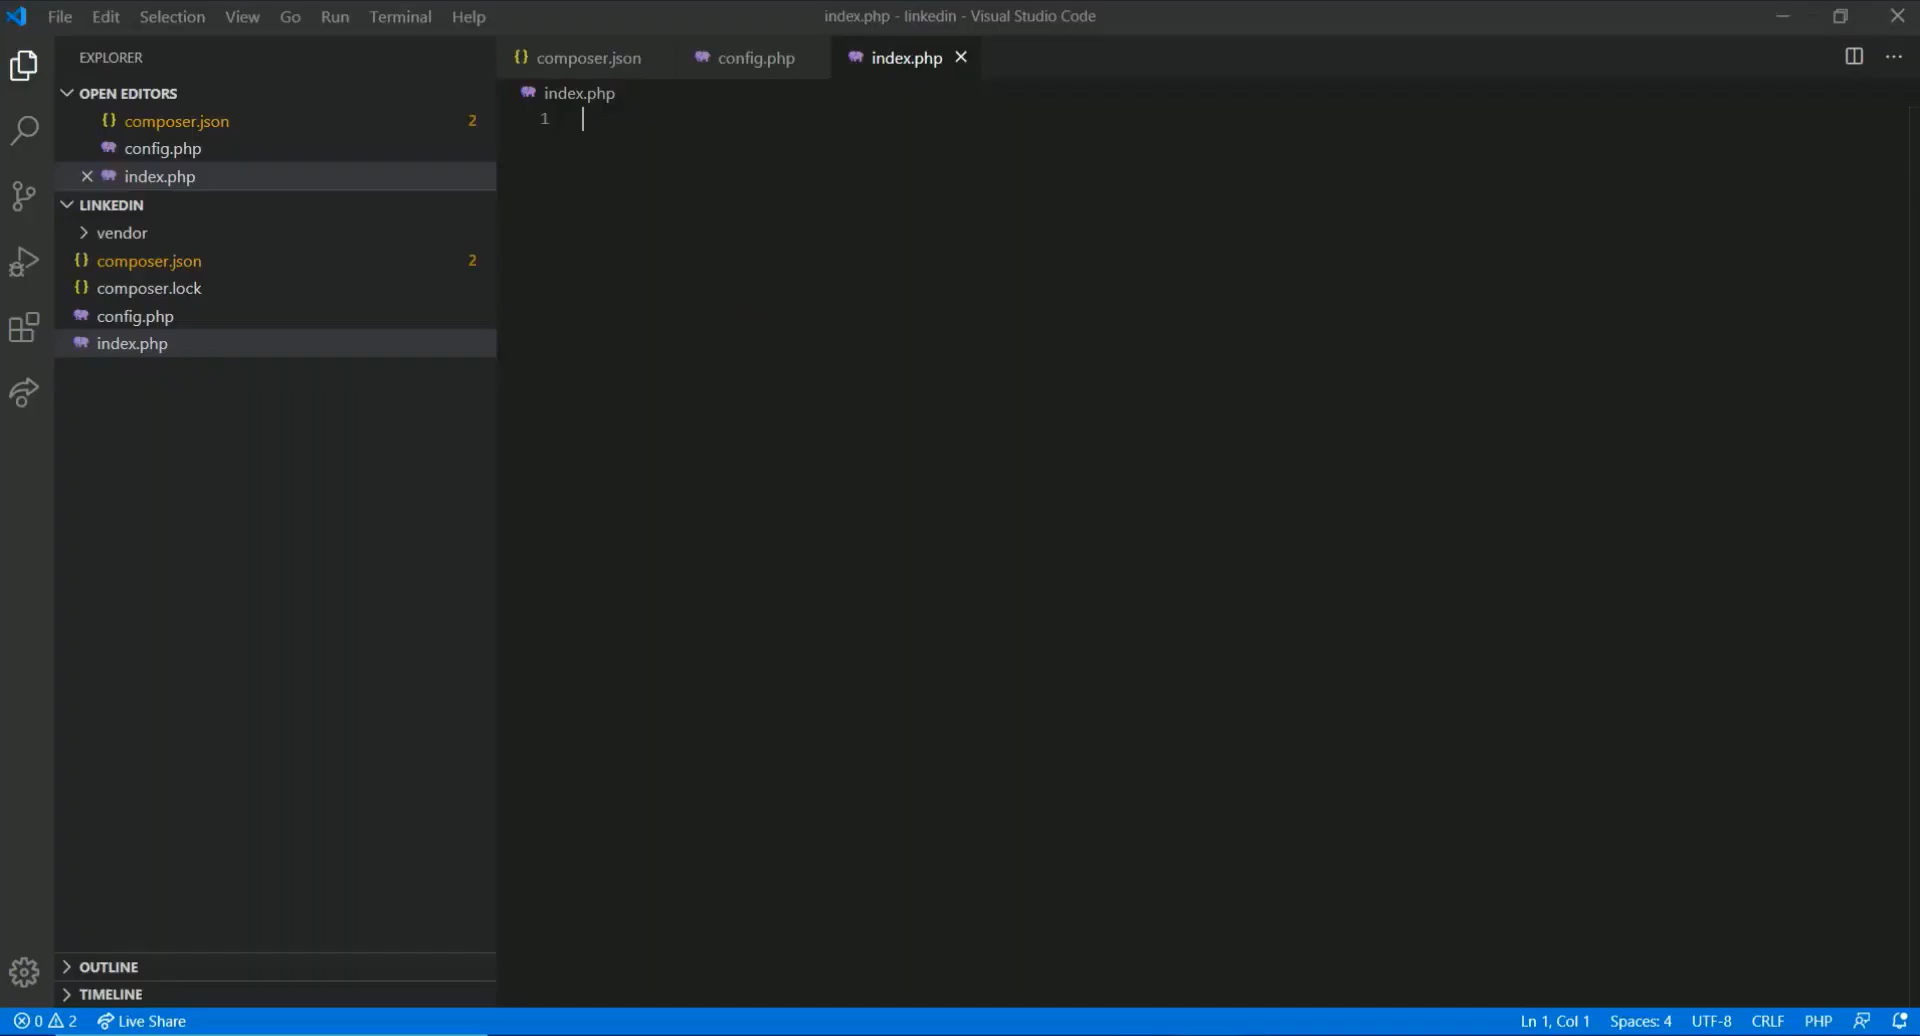 File Edit Selection View Go Run Terminal Help
index.php - linkedin - Visual Studio Code
EXPLORER
OPEN EDITORS
{} composer.json 2
config.php
index.php
LINKEDIN
vendor
{} composer.json 2
{} composer.lock
config.php
index.php
OUTLINE
TIMELINE
{} composer.json config.php index.php
index.php
1
0 2 Live Share
Ln 1, Col 1 Spaces: 4 UTF-8 CRLF PHP